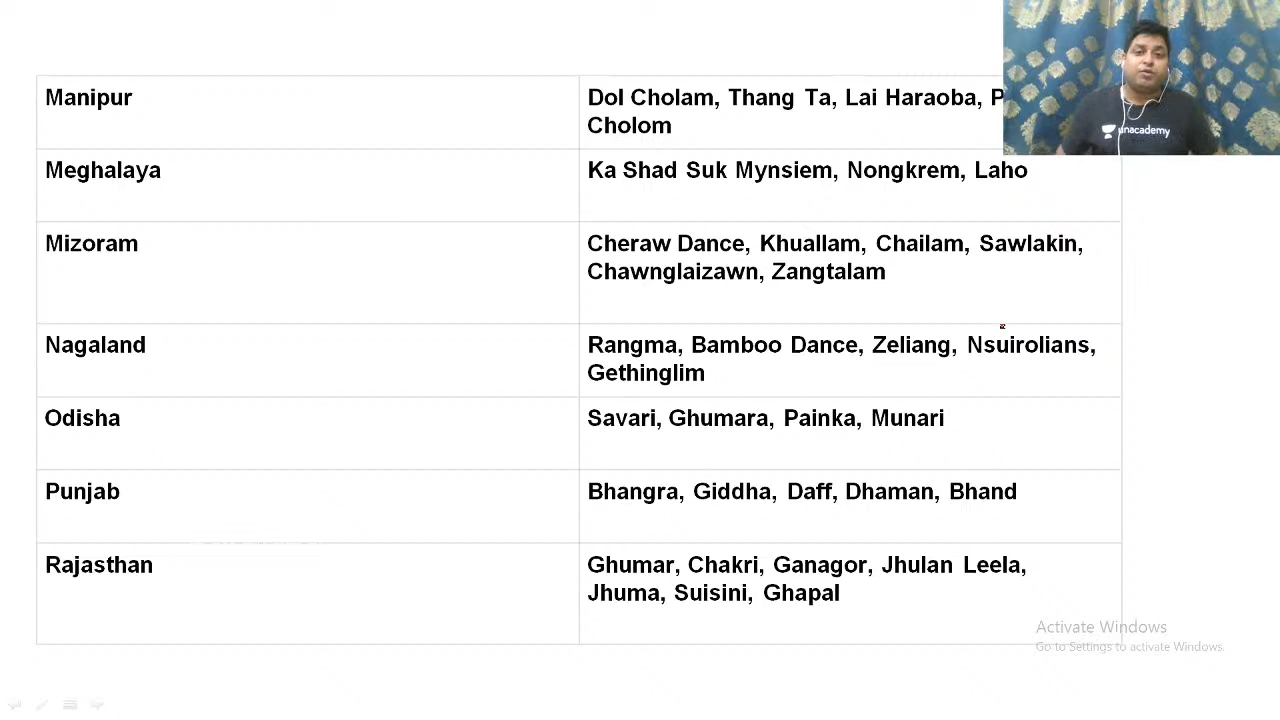 Manipur
Dol Cholam, Thang Ta, Lai Haraoba,
Cholom
unacademy
Meghalaya
Ka Shad Suk Mynsiem, Nongkrem, Laho
Mizoram
Cheraw Dance, Khuallam, Chailam, Sawlakin,
Chawnglaizawn, Zangtalam
Nagaland
Rangma, Bamboo Dance, Zeliang, Nsuirolians,
Gethinglim
Odisha
Savari, Ghumara, Painka, Munari
Punjab
Bhangra, Giddha, Daff, Dhaman, Bhand
Rajasthan
Ghumar, Chakri, Ganagor, Jhulan Leela,
Jhuma, Suisini, Ghapal
Activate Windows
Go to Settings to activate Windows.